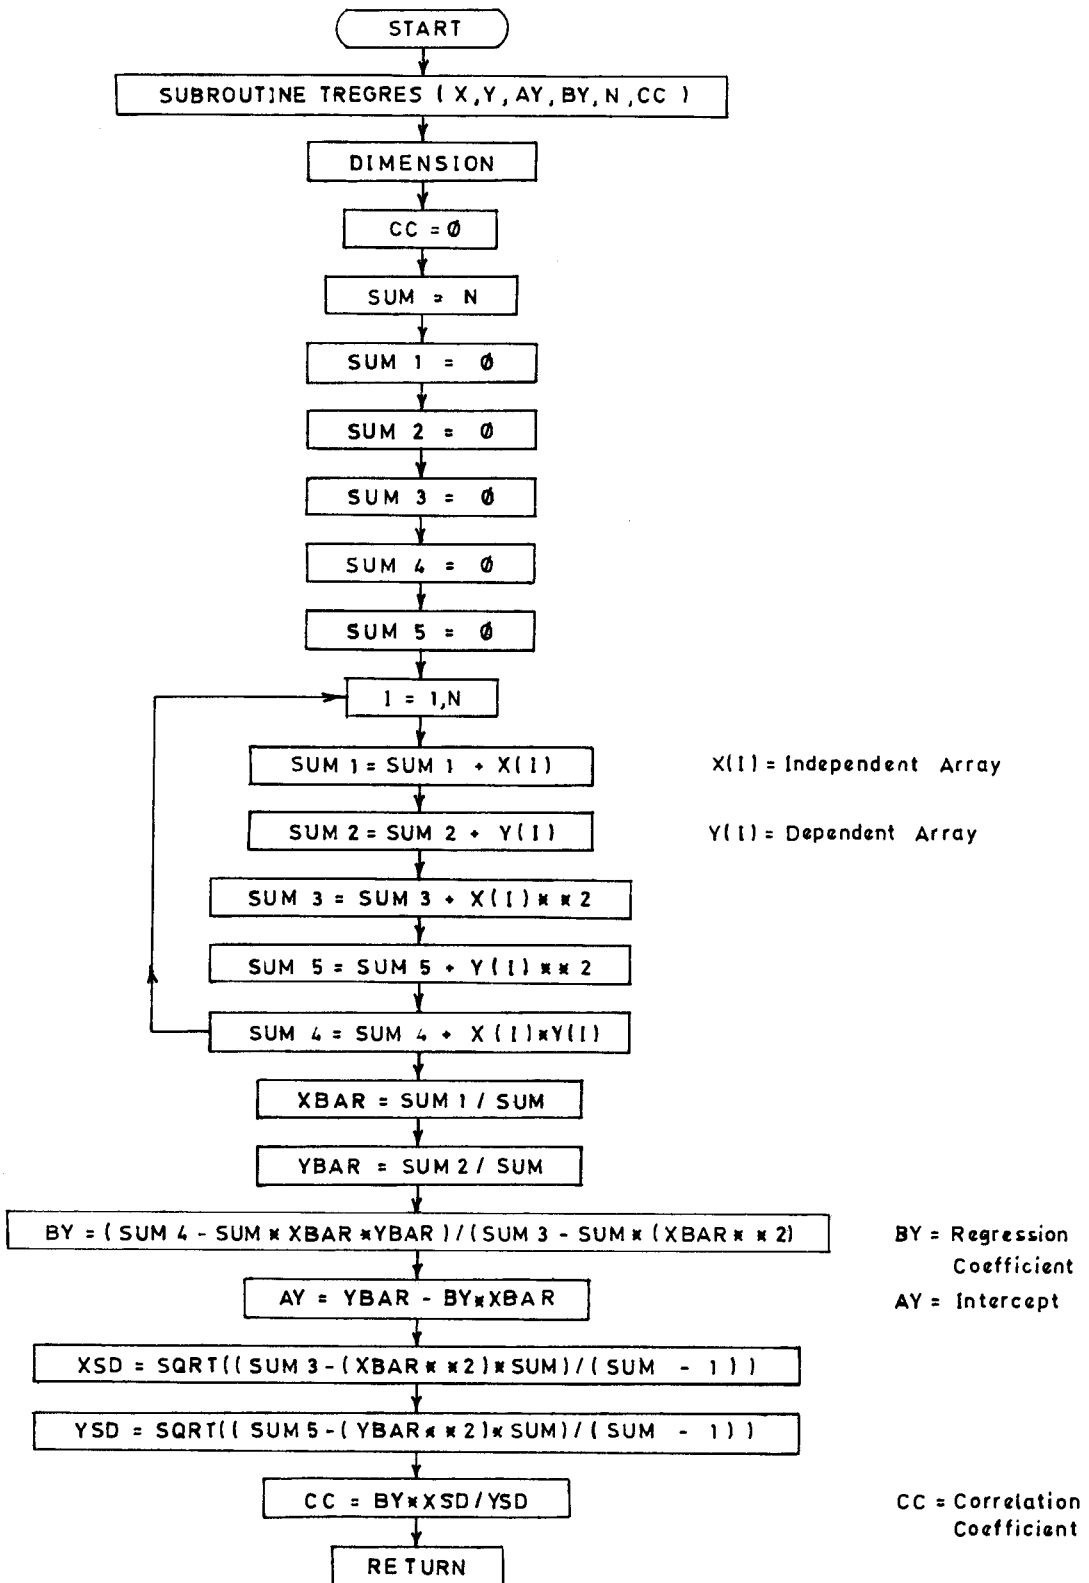 START
SUBROUTINE TREGRES ( X,Y,AY,BY,N,CC )
DIMENSION
CC = Ø
SUM = N
SUM 1 = Ø
SUM 2 = Ø
SUM 3 = Ø
SUM 4 = Ø
SUM 5 = Ø
I = 1,N
SUM 1 = SUM 1 + X(I)
X(I) = Independent Array
SUM 2 = SUM 2 + Y(I)
Y(I) = Dependent Array
SUM 3 = SUM 3 + X(I)* *2
SUM 5 = SUM 5 + Y(I)* *2
SUM 4 = SUM 4 + X(I)*Y(I)
XBAR = SUM 1 / SUM
YBAR = SUM 2 / SUM
BY = (SUM 4 - SUM * XBAR *YBAR)/(SUM 3 - SUM * (XBAR* *2)
BY = Regression
Coefficient
AY = YBAR - BY*XBAR
AY = Intercept
XSD = SQRT((SUM 3-(XBAR* *2)*SUM)/(SUM - 1))
YSD = SQRT((SUM 5-(YBAR* *2)*SUM)/(SUM - 1))
CC = BY*XSD/YSD
CC = Correlation
Coefficient
RETURN